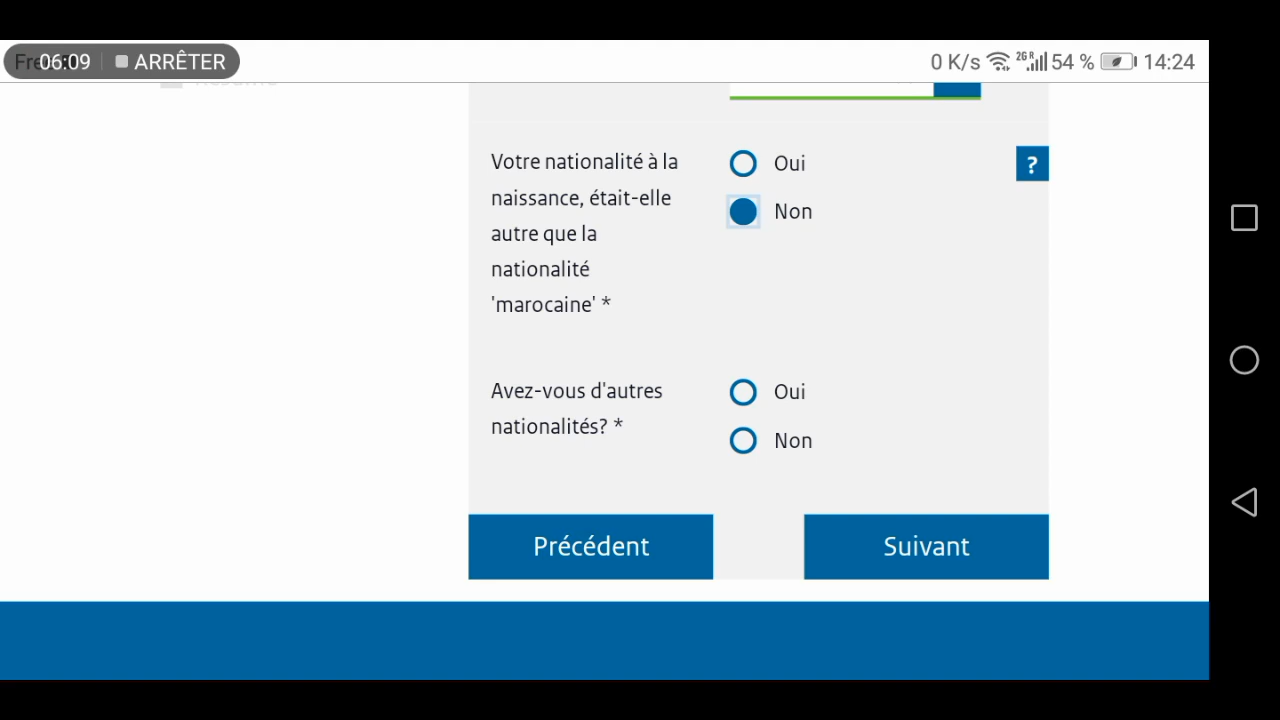 06:09 ARRÊTER
0 K/s 2G R 54 % 14:24
Votre nationalité à la
naissance, était-elle
autre que la
nationalité
'marocaine' *
Oui
Non
?
Avez-vous d'autres
nationalités? *
Oui
Non
Précédent
Suivant